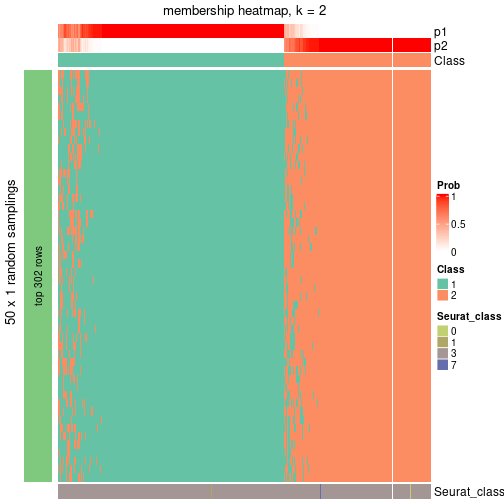 membership heatmap, k = 2
p1
p2
Class
50 x 1 random samplings
top 302 rows
Prob
1
0.5
0
Class
1
2
Seurat_class
0
1
3
7
Seurat_class